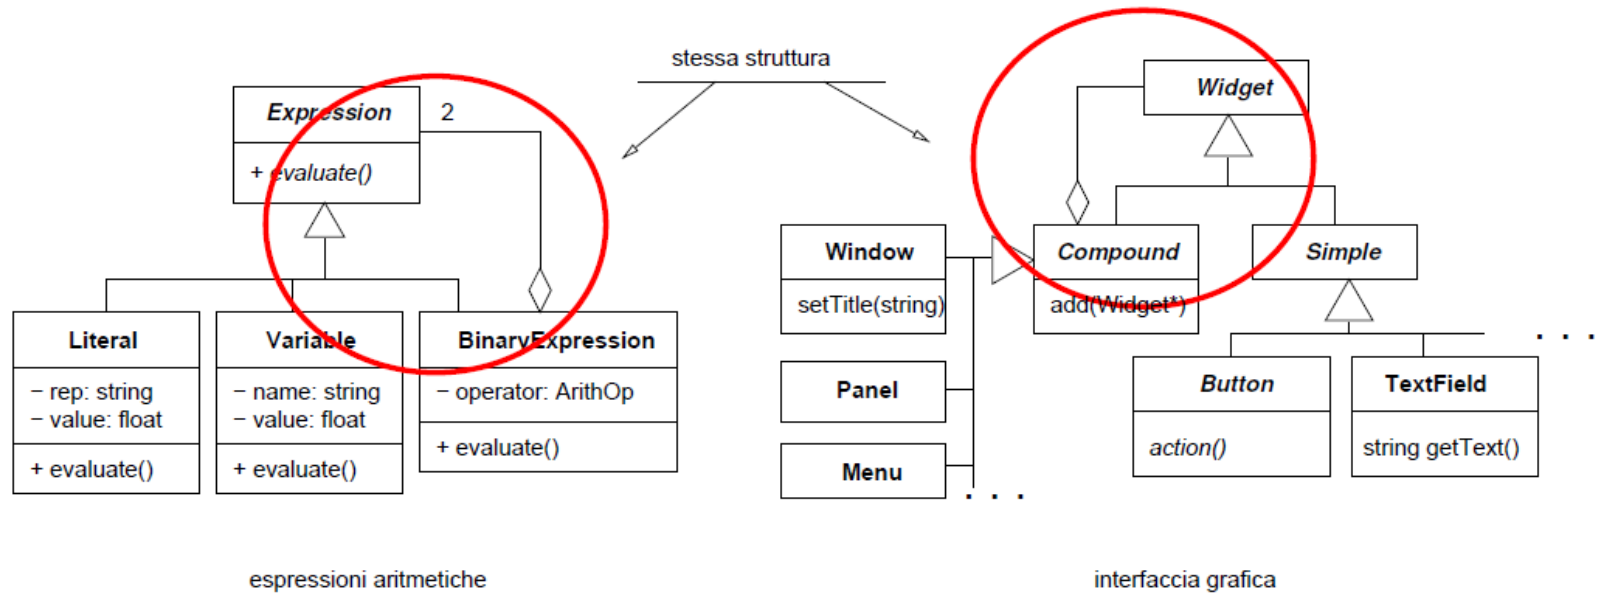 stessa struttura
Expression
2
+ evaluate()
Literal
− rep: string
− value: float
+ evaluate()
Variable
− name: string
− value: float
+ evaluate()
BinaryExpression
− operator: ArithOp
+ evaluate()
espressioni aritmetiche
Widget
Window
setTitle(string)
Compound
add(Widget*)
Simple
Panel
Menu
. . .
Button
action()
TextField
string getText()
. . .
interfaccia grafica